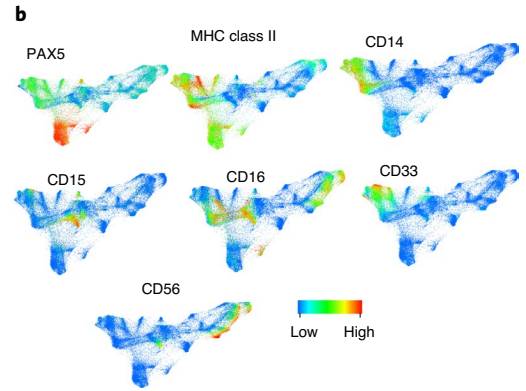 b
PAX5
MHC class II
CD14
CD15
CD16
CD33
CD56
Low High